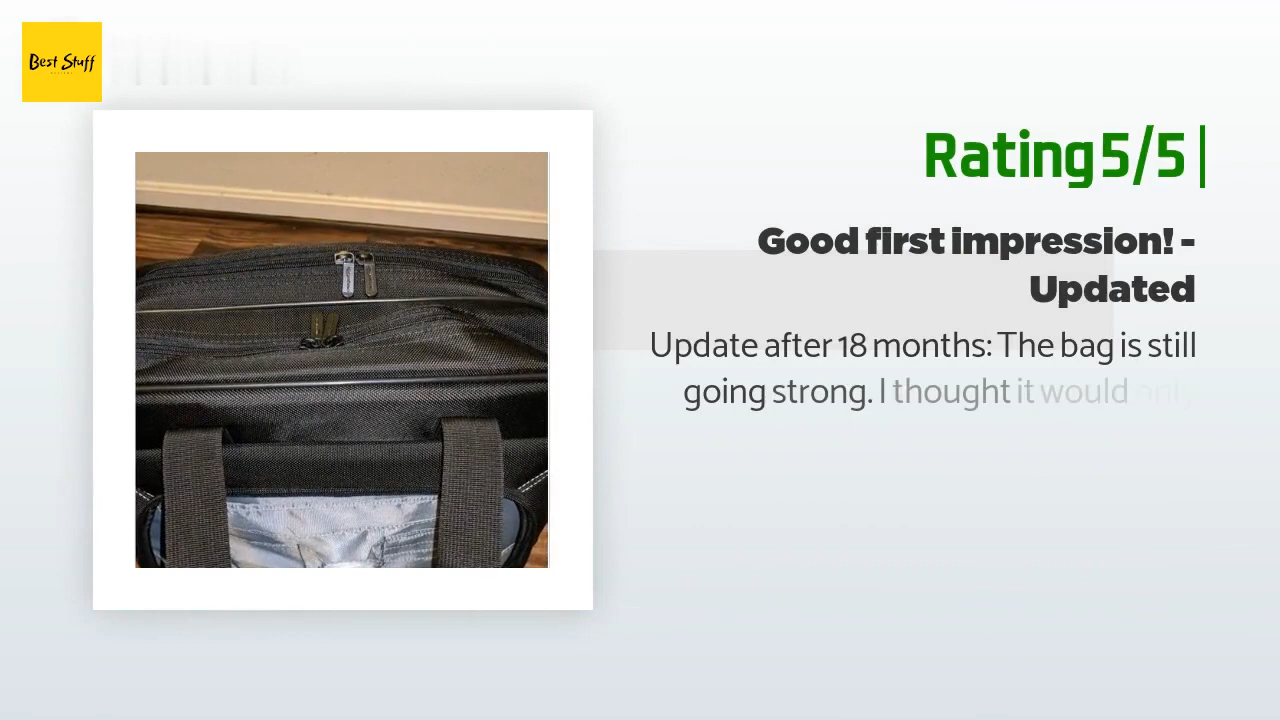 Best Stuff
Rating 5/5
Good first impression! -
Updated
Update after 18 months: The bag is still
going strong. I thought it would only